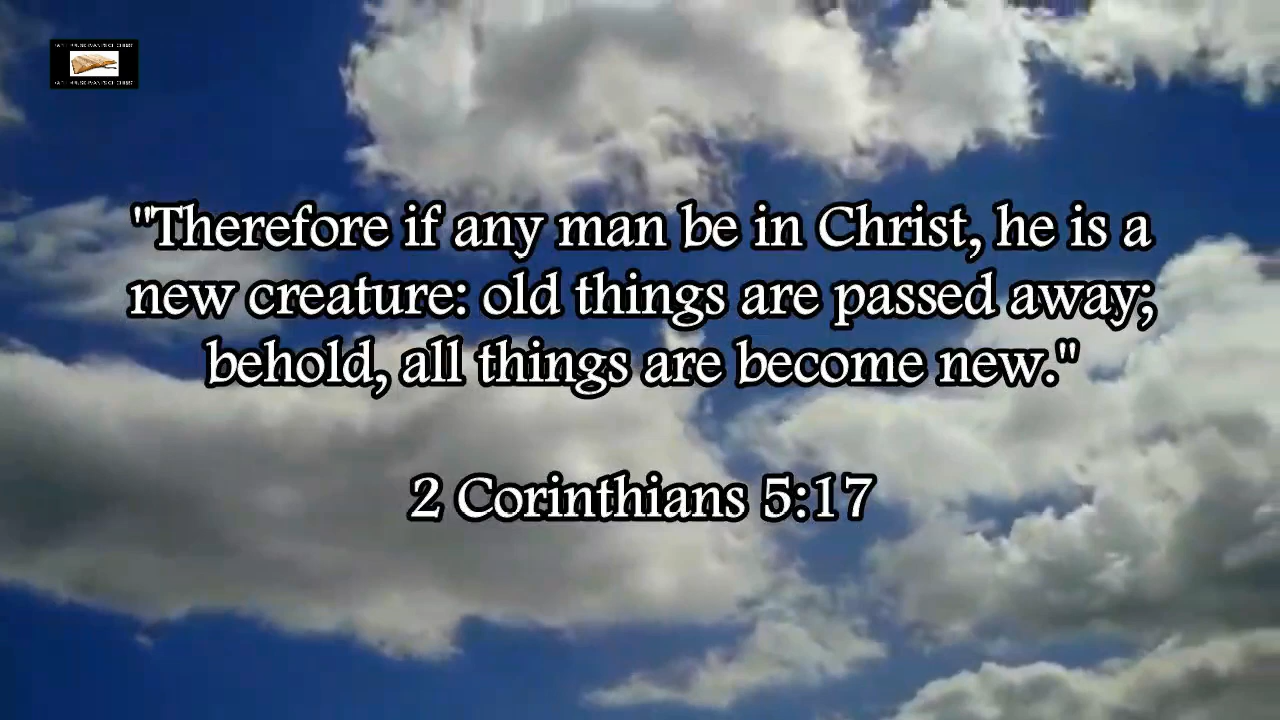 "Therefore if any man be in Christ, he is a
new creature: old things are passed away;
behold, all things are become new."
2 Corinthians 5:17